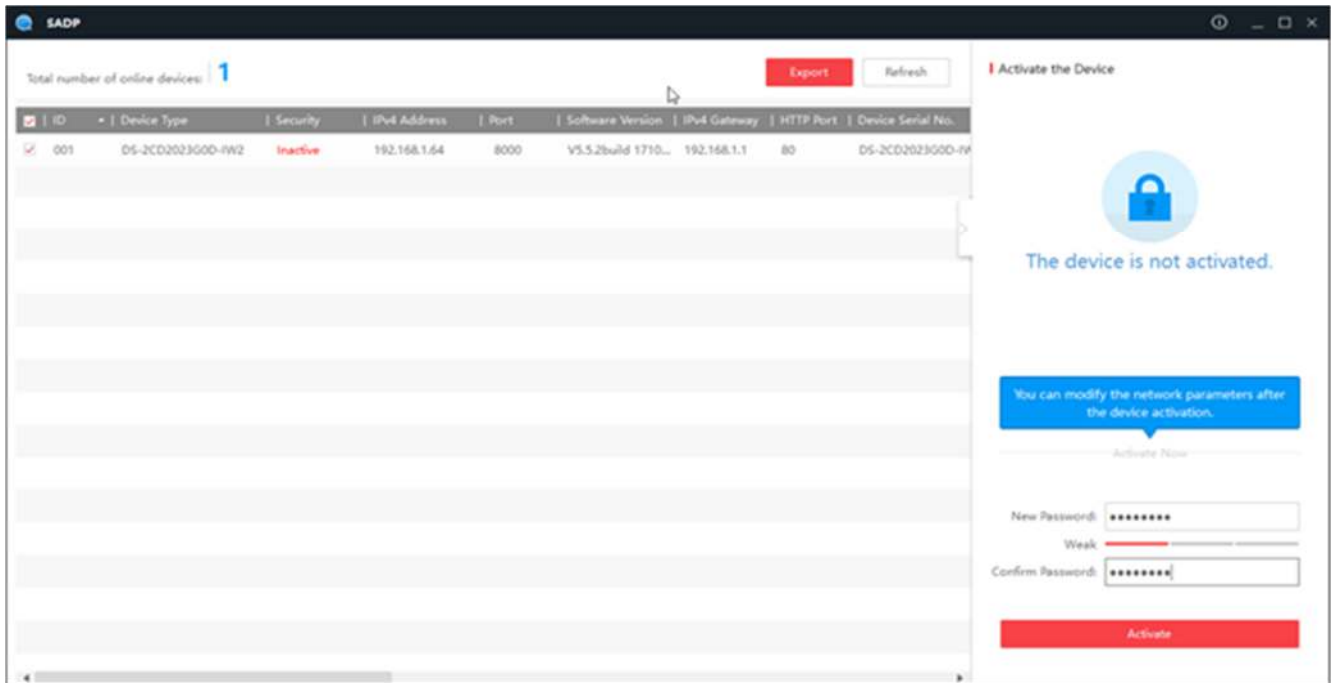 SADP
Total number of online devices: 1
Export
Refresh
ID | Device Type | Security | IPv4 Address | Port | Software Version | IPv4 Gateway | HTTP Port | Device Serial No.
001 DS-2CD2023G0D-IW2 Inactive 192.168.1.64 8000 V5.5.2build 1710... 192.168.1.1 80 DS-2CD2023G0D-IW
Activate the Device
The device is not activated.
You can modify the network parameters after
the device activation.
Activate Now
New Password: ••••••••
Weak
Confirm Password: ••••••••
Activate